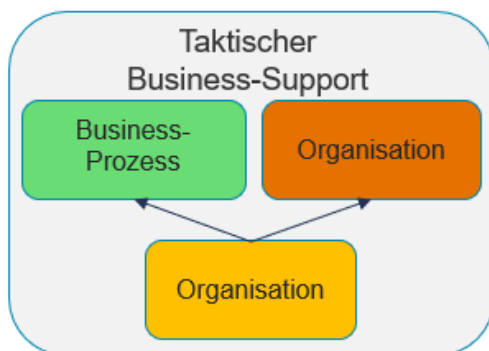 Taktischer
Business-Support
Business-
Prozess
Organisation
Organisation